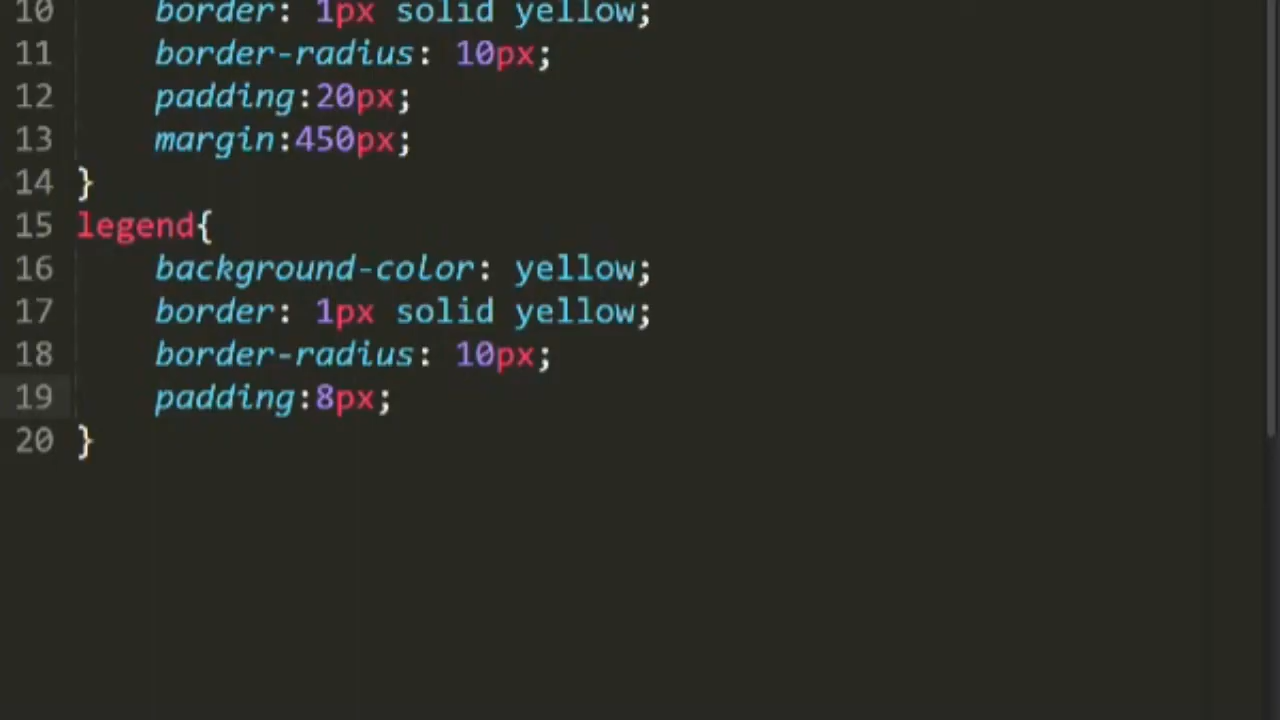 10 border: 1px solid yellow;
11 border-radius: 10px;
12 padding:20px;
13 margin:450px;
14 }
15 legend{
16 background-color: yellow;
17 border: 1px solid yellow;
18 border-radius: 10px;
19 padding:8px;
20 }